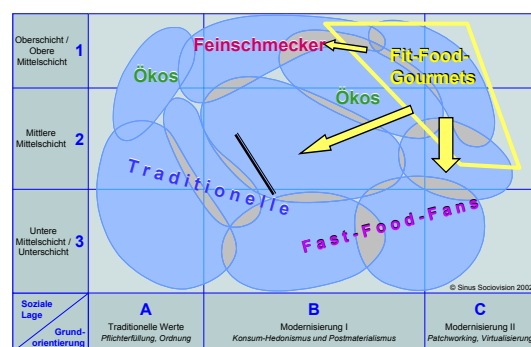 Oberschicht /
Obere
Mittelschicht
1
Feinschmecker
Fit-Food-
Gourmets
Ökos
Ökos
Mittlere
Mittelschicht
2
Traditionelle
Untere
Mittelschicht /
Unterschicht
3
Fast-Food-Fans
© Sinus Sociovision 2002
Soziale
Lage
Grund-
orientierung
A
Traditionelle Werte
Pflichterfüllung, Ordnung
B
Modernisierung I
Konsum-Hedonismus und Postmaterialismus
C
Modernisierung II
Patchworking, Virtualisierung